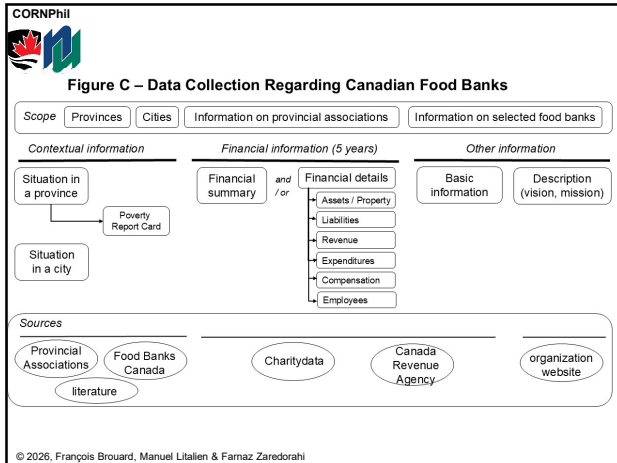 CORNPhil
Figure C – Data Collection Regarding Canadian Food Banks
Scope Provinces Cities Information on provincial associations Information on selected food banks
Contextual information Financial information (5 years) Other information
Situation in
a province
Poverty
Report Card
Situation
in a city
Financial
summary
and
/ or
Financial details
Assets / Property
Liabilities
Revenue
Expenditures
Compensation
Employees
Basic
information
Description
(vision, mission)
Sources
Provincial
Associations
Food Banks
Canada
literature
Charitydata
Canada
Revenue
Agency
organization
website
© 2026, François Brouard, Manuel Litalien & Farnaz Zaredorahi